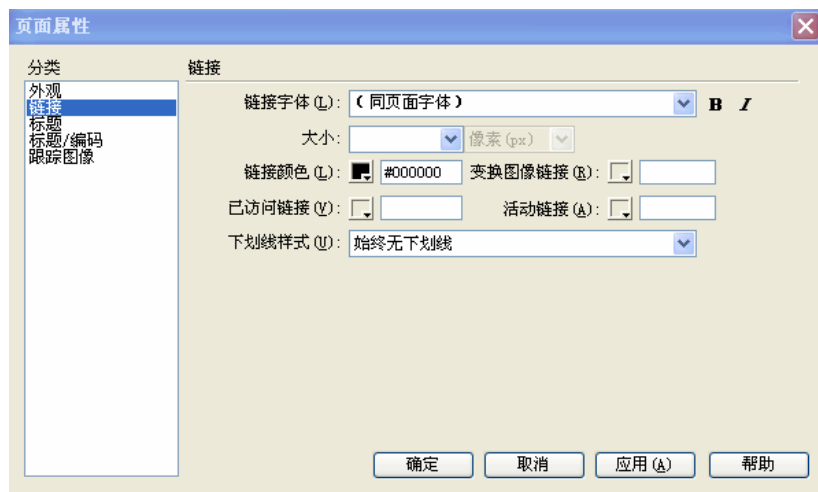 页面属性
分类
外观
链接
标题
标题/编码
跟踪图像
链接
链接字体(L): (同页面字体) B I
大小: 像素(px)
链接颜色(L): #000000 变换图像链接(R):
已访问链接(V): 活动链接(A):
下划线样式(U): 始终无下划线
确定 取消 应用(A) 帮助